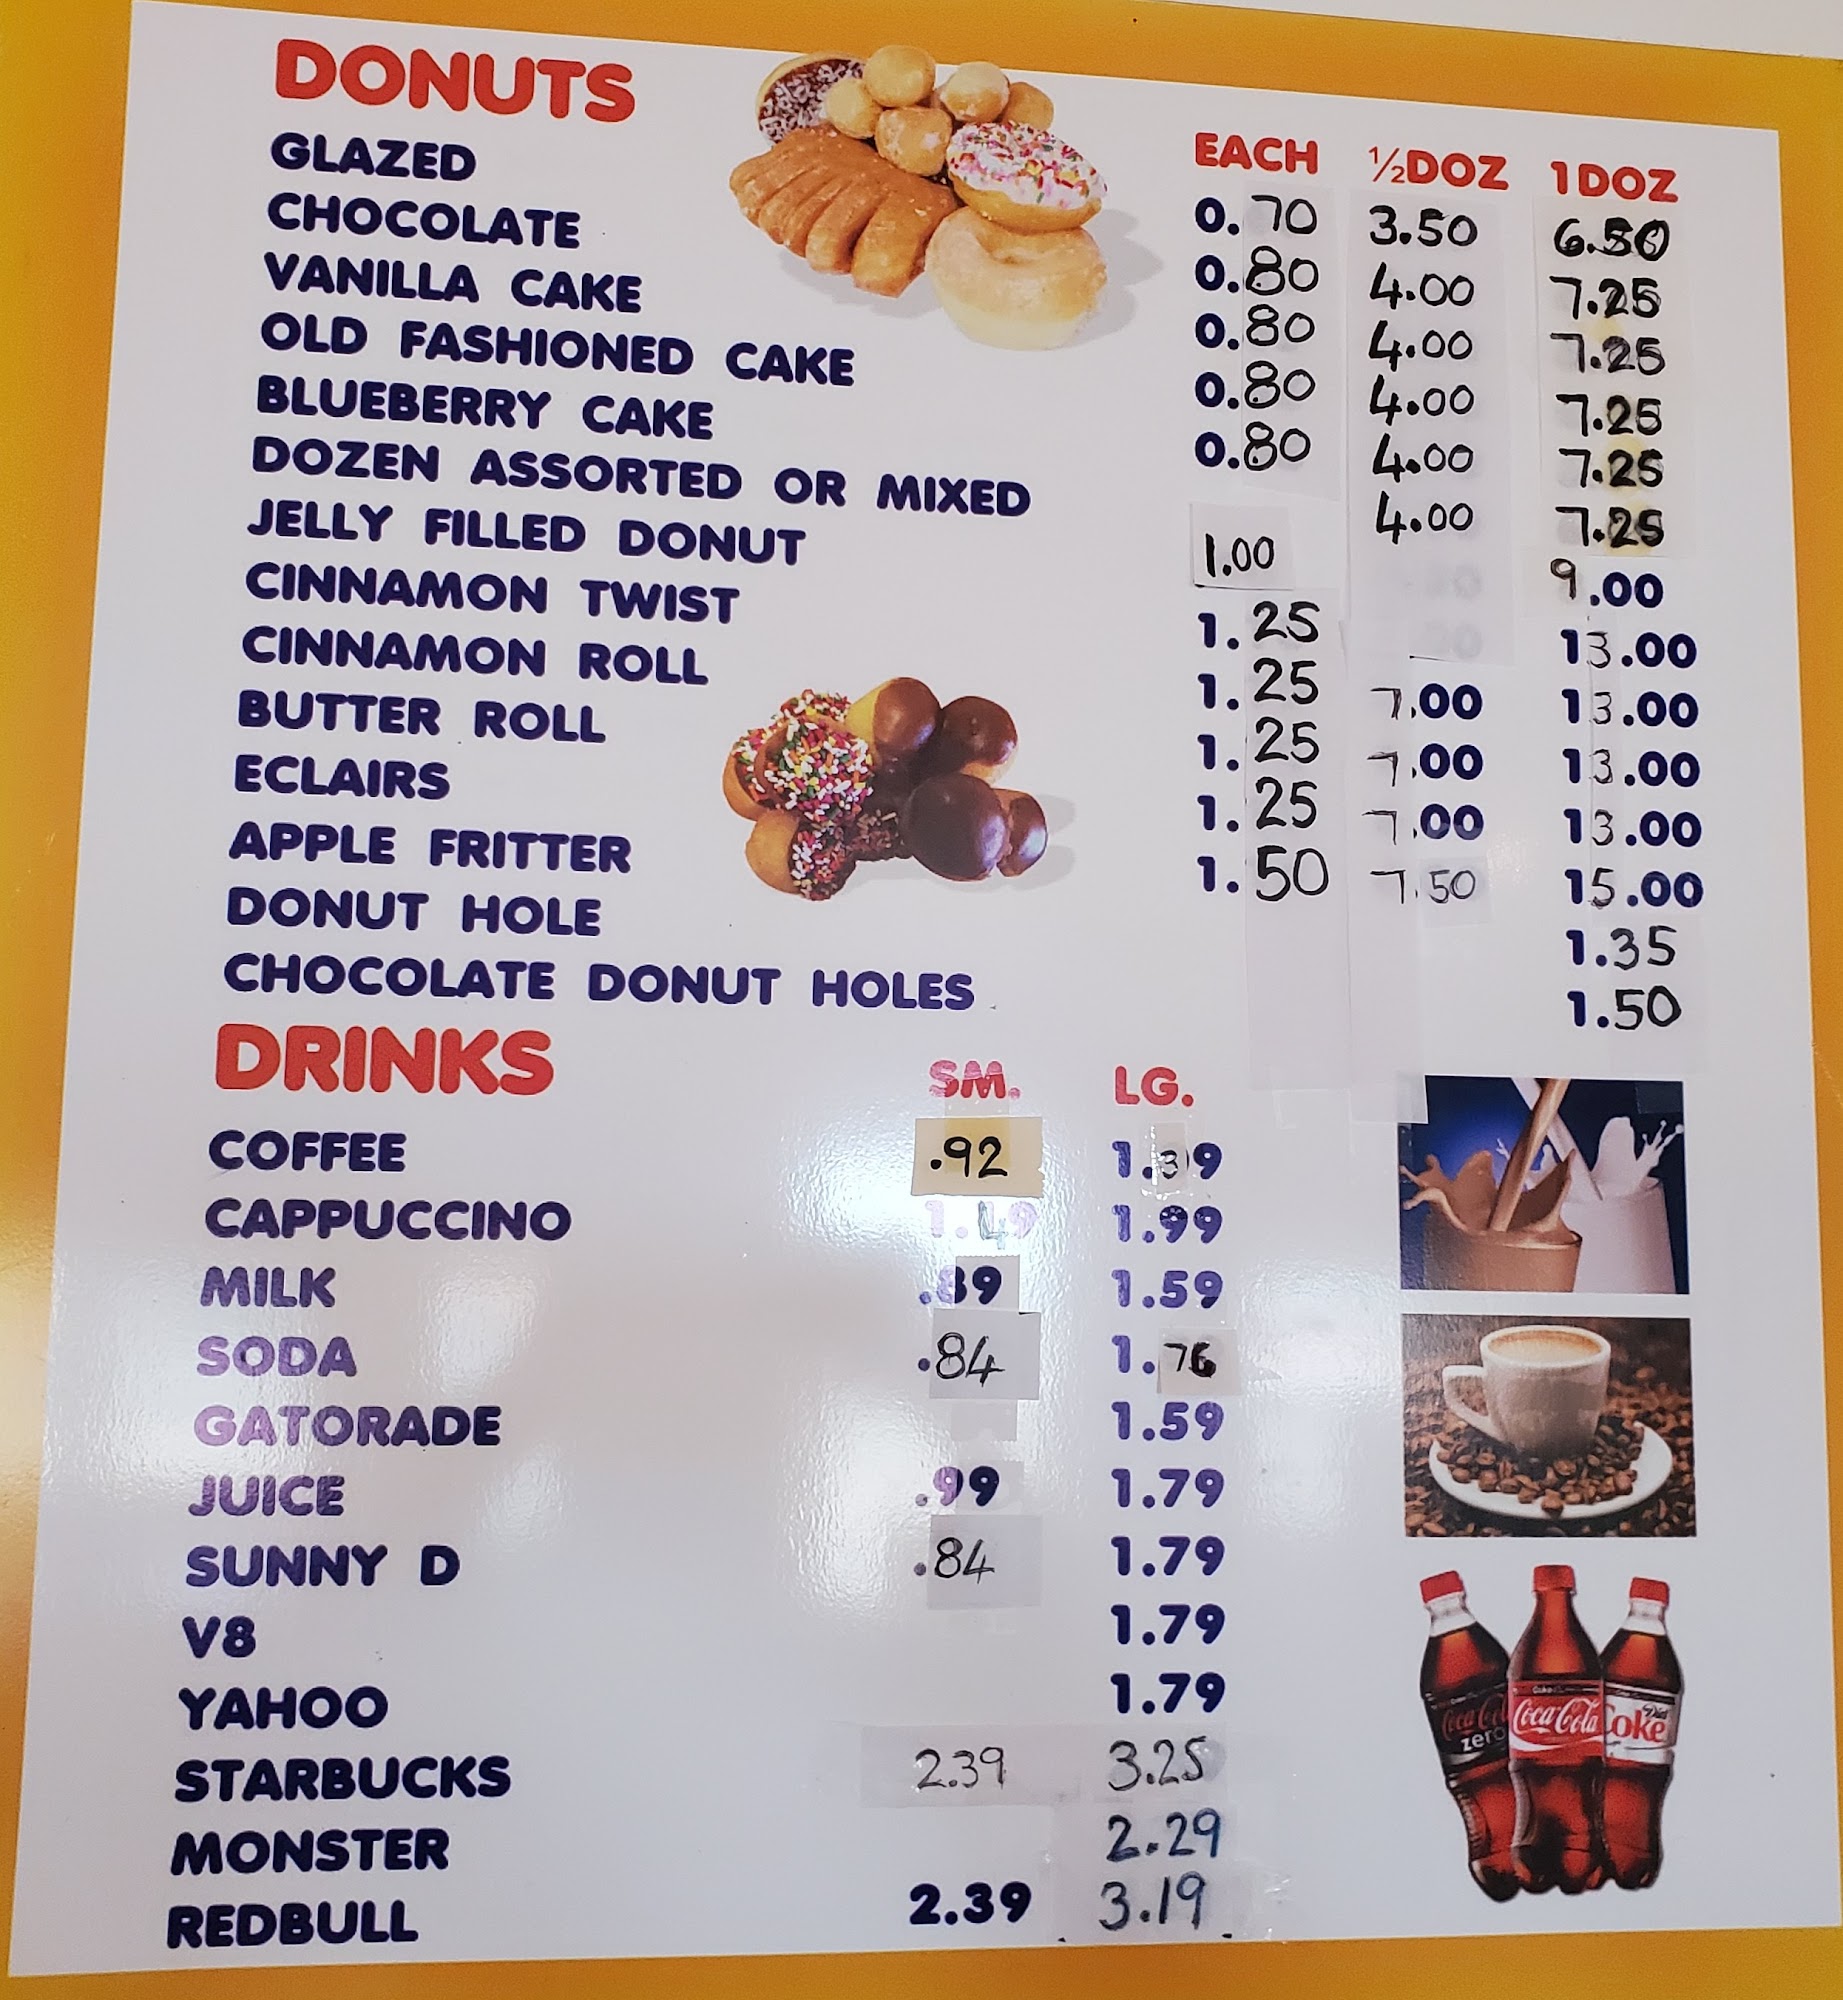 DONUTS EACH ½DOZ 1DOZ
GLAZED 0.70 3.50 6.50
CHOCOLATE 0.80 4.00 7.25
VANILLA CAKE 0.80 4.00 7.25
OLD FASHIONED CAKE 0.80 4.00 7.25
BLUEBERRY CAKE 0.80 4.00 7.25
DOZEN ASSORTED OR MIXED 4.00 7.25
JELLY FILLED DONUT 1.00 9.00
CINNAMON TWIST 1.25 13.00
CINNAMON ROLL 1.25 7.00 13.00
BUTTER ROLL 1.25 7.00 13.00
ECLAIRS 1.25 7.00 13.00
APPLE FRITTER 1.50 7.50 15.00
DONUT HOLE 1.35
CHOCOLATE DONUT HOLES 1.50
DRINKS SM. LG.
COFFEE .92 1.39
CAPPUCCINO 1.49 1.99
MILK .89 1.59
SODA .84 1.76
GATORADE 1.59
JUICE .99 1.79
SUNNY D .84 1.79
V8 1.79
YAHOO 1.79
STARBUCKS 2.39 3.25
MONSTER 2.29
REDBULL 2.39 3.19
zero
Coca-Cola
Diet
Coke